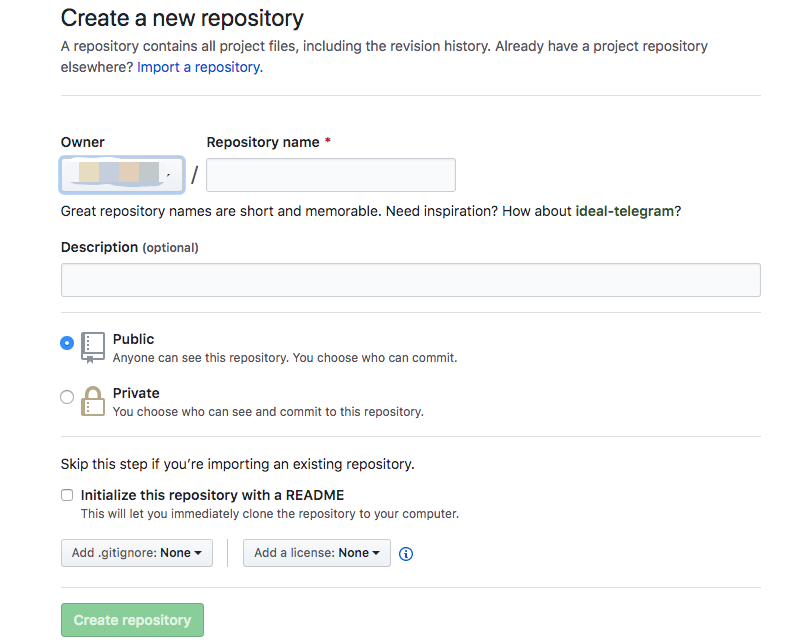 Create a new repository
A repository contains all project files, including the revision history. Already have a project repository
elsewhere? Import a repository.
Owner
Repository name *
/
Great repository names are short and memorable. Need inspiration? How about ideal-telegram?
Description (optional)
Public
Anyone can see this repository. You choose who can commit.
Private
You choose who can see and commit to this repository.
Skip this step if you’re importing an existing repository.
Initialize this repository with a README
This will let you immediately clone the repository to your computer.
Add .gitignore: None
Add a license: None
Create repository